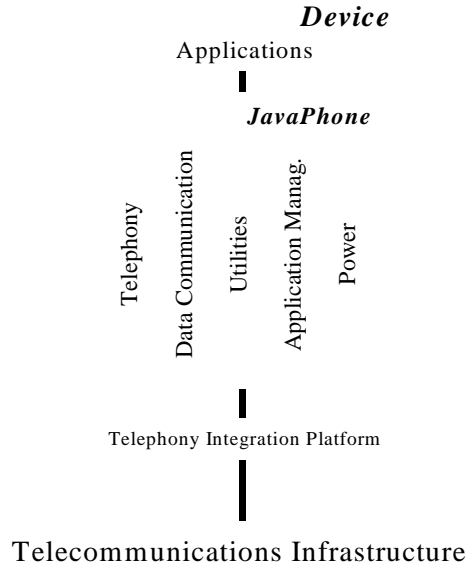 Device
Applications
JavaPhone
Telephony
Data Communication
Utilities
Application Manag.
Power
Telephony Integration Platform
Telecommunications Infrastructure